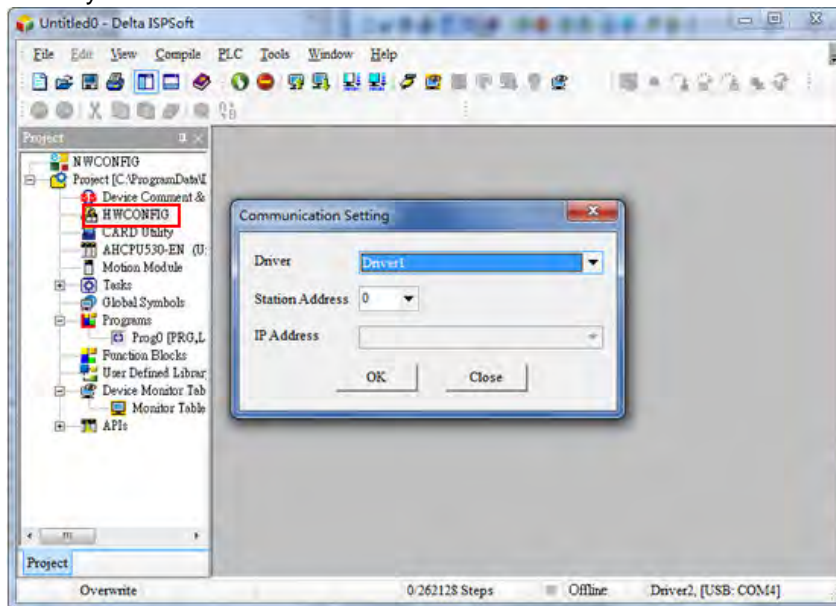 Untitled0 - Delta ISPSoft
File Edit View Compile PLC Tools Window Help
Project
NWCONFIG
Project [C:\ProgramData\
Device Comment &
HWCONFIG
CARD Utility
AHCPU530-EN (U:
Motion Module
Tasks
Global Symbols
Programs
Prog0 [PRG,L
Function Blocks
User Defined Librar
Device Monitor Tab
Monitor Table
APIs
Project
Communication Setting
Driver Driver1
Station Address 0
IP Address
OK Close
Overwrite 0/262128 Steps Offline Driver2, [USB: COM4]